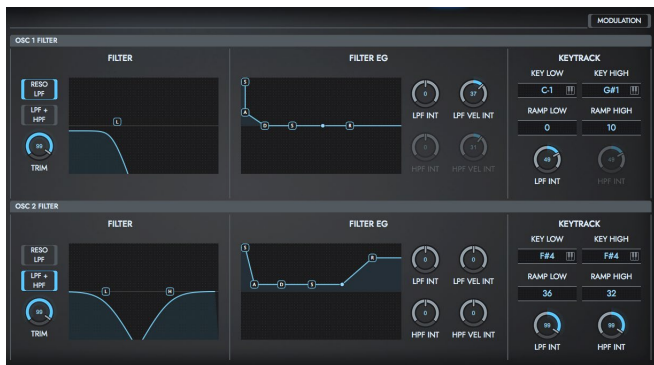 MODULATION
OSC 1 FILTER
FILTER
FILTER EG
KEYTRACK
RESO
LPF
LPF +
HPF
99
TRIM
L
S
A
D
S
R
0
LPF INT
37
LPF VEL INT
HPF INT
31
HPF VEL INT
KEY LOW
KEY HIGH
C-1
G#1
RAMP LOW
RAMP HIGH
0
10
49
LPF INT
HPF INT
OSC 2 FILTER
FILTER
FILTER EG
KEYTRACK
RESO
LPF
LPF +
HPF
99
TRIM
L
H
S
A
D
S
R
0
LPF INT
0
LPF VEL INT
0
HPF INT
0
HPF VEL INT
KEY LOW
KEY HIGH
F#4
F#4
RAMP LOW
RAMP HIGH
36
32
99
LPF INT
99
HPF INT